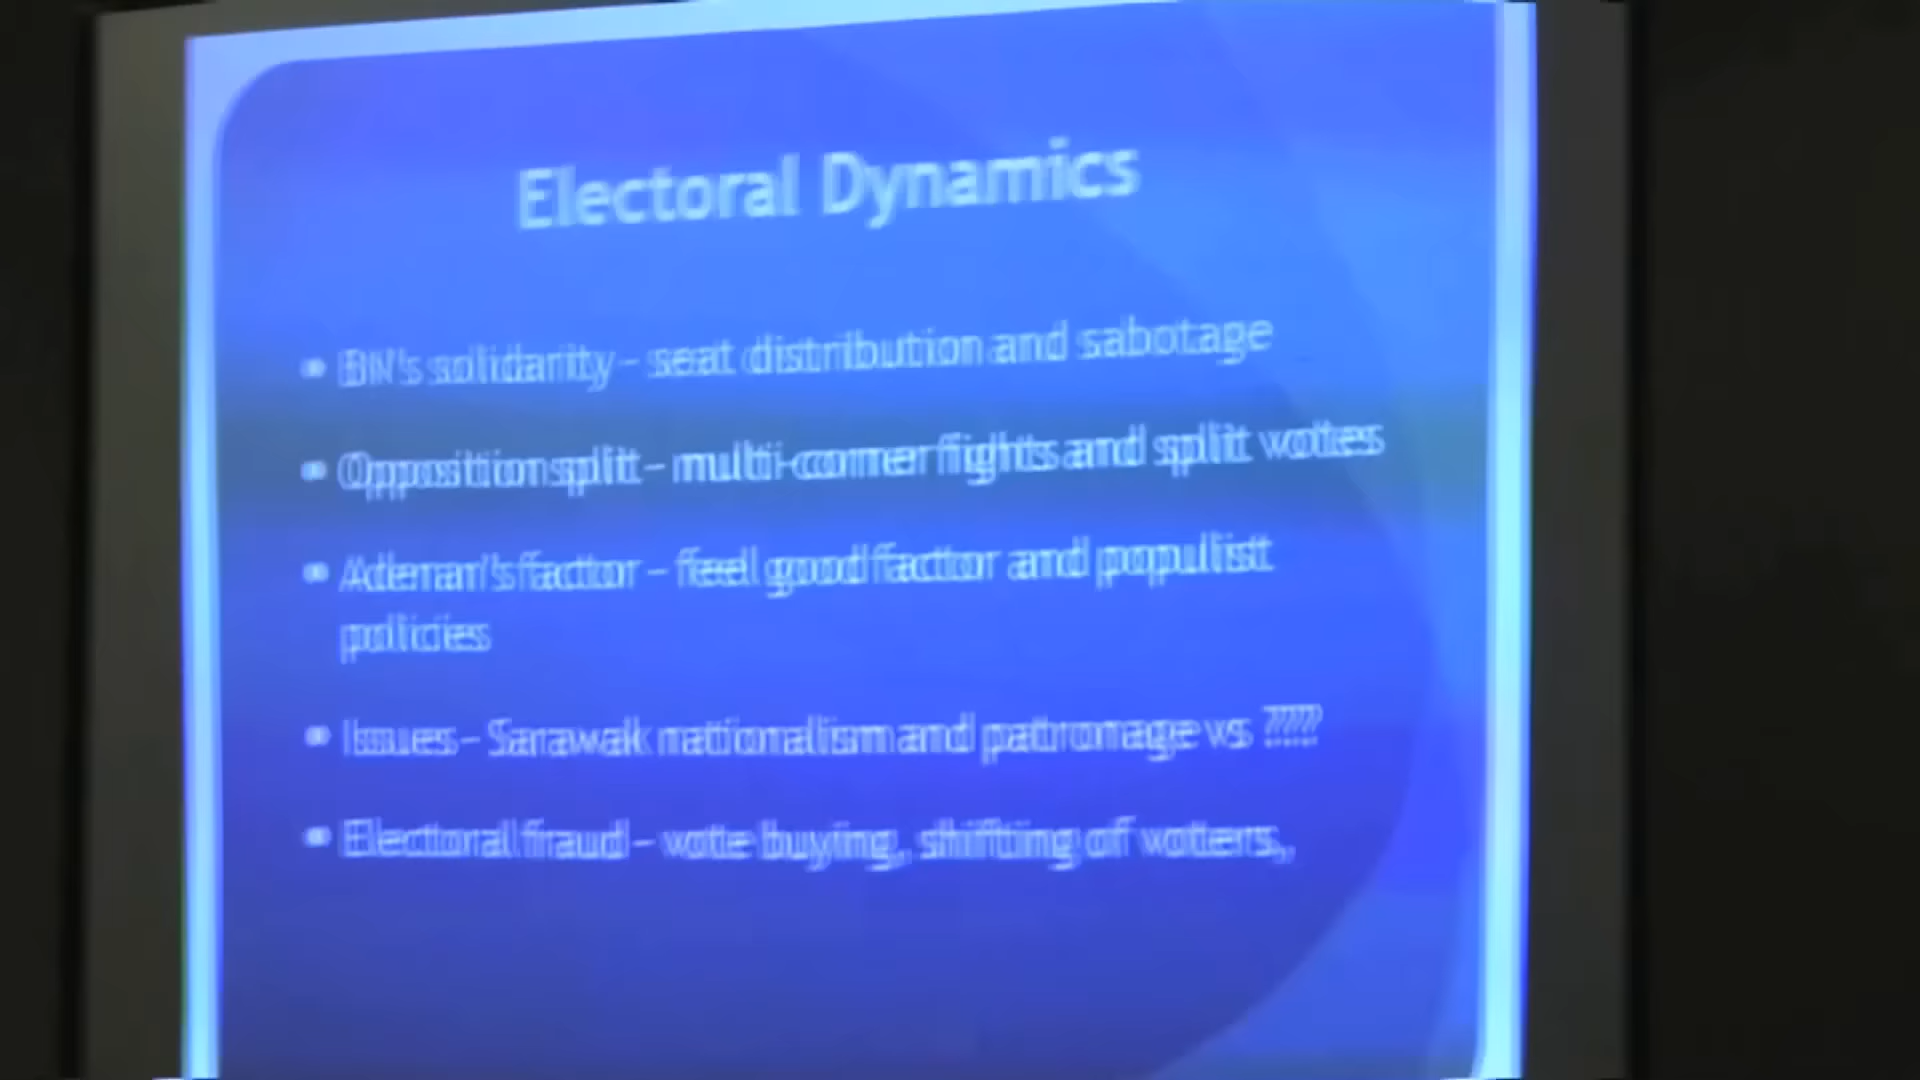 Electoral Dynamics
• BN's solidarity – seat distribution and sabotage
• Opposition split – multi-corner fights and split votes
• Adenan's factor – feel good factor and populist
policies
• Issues – Sarawak nationalism and patronage vs ????
• Electoral fraud – vote buying, shifting of voters,